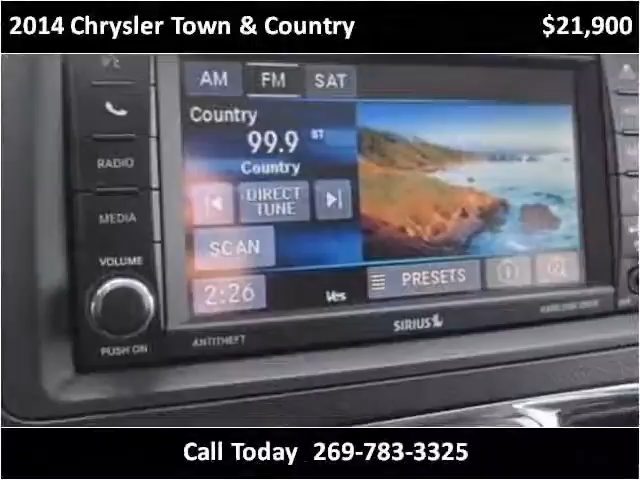 2014 Chrysler Town & Country $21,900
AM FM SAT
Country
99.9 ST
Country
DIRECT TUNE
SCAN
2:26
PRESETS
RADIO
MEDIA
VOLUME
PUSH ON
ANTITHEFT
SIRIUS
Call Today 269-783-3325